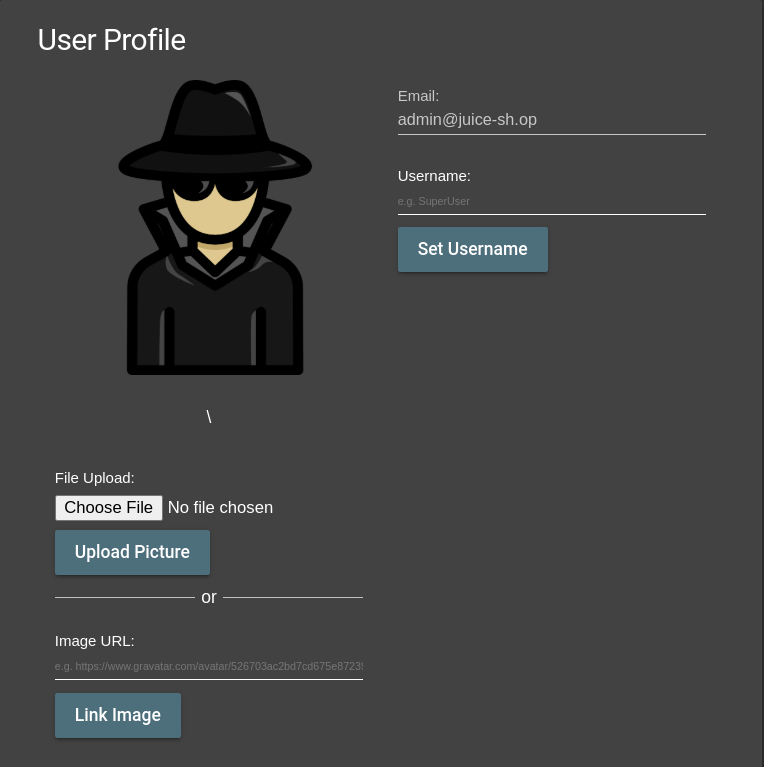 User Profile
Email:
admin@juice-sh.op
Username:
e.g. SuperUser
Set Username
\
File Upload:
Choose File No file chosen
Upload Picture
or
Image URL:
e.g. https://www.gravatar.com/avatar/526703ac2bd7cd675e8723
Link Image